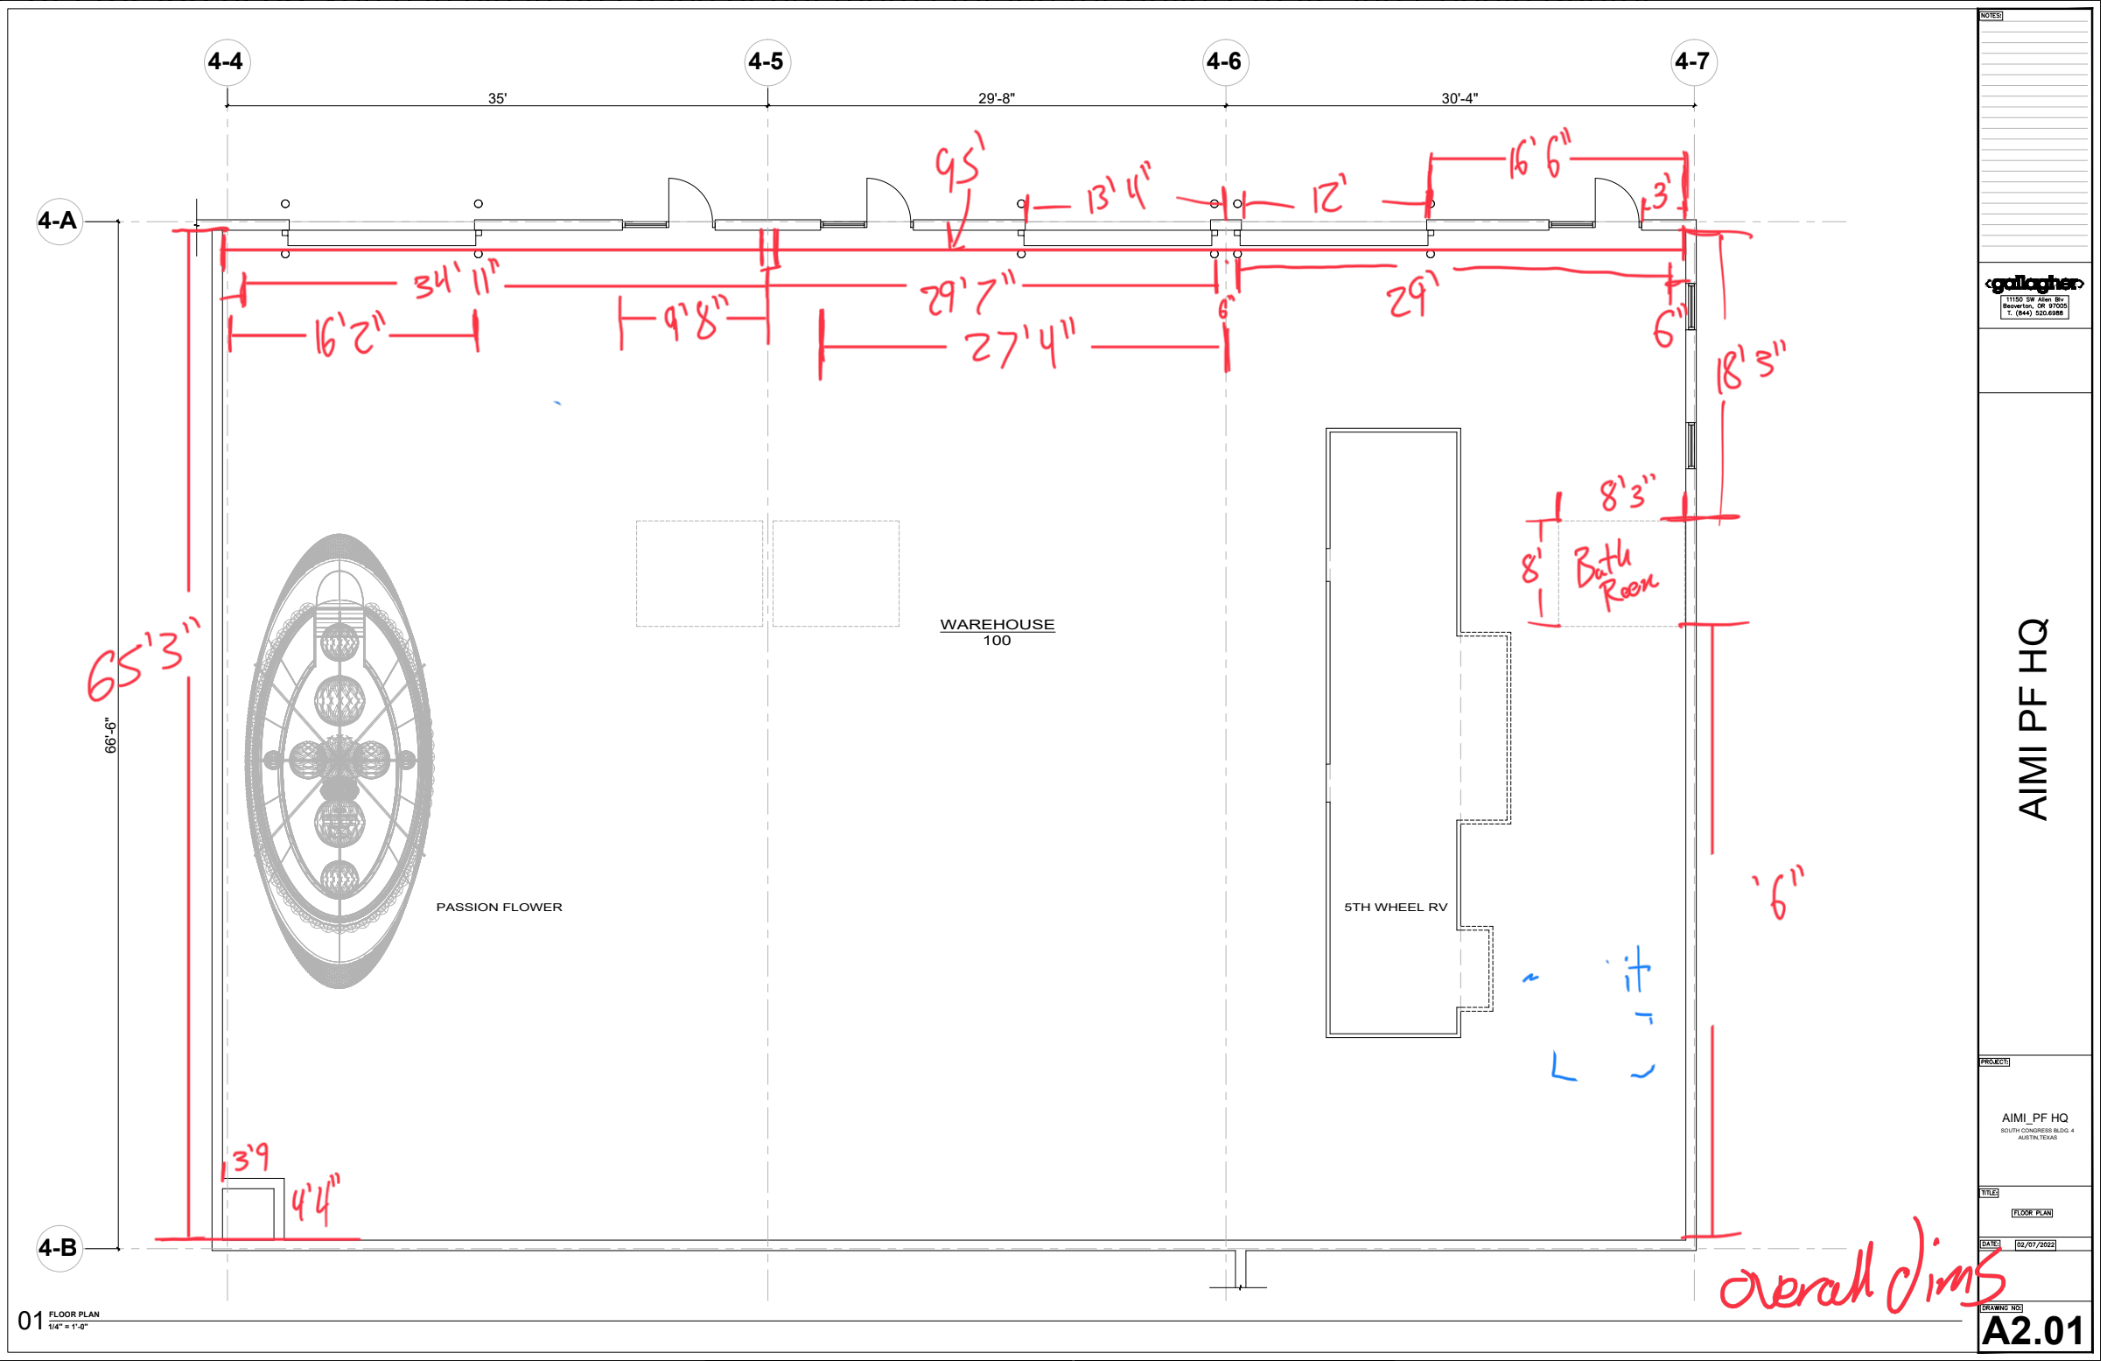 NOTES:
4-4
4-5
4-6
4-7
35'
29'-8"
30'-4"
95'
13'4"
12'
16'6"
3'
4-A
34'11"
29'7"
6"
29'
6"
16'2"
9'8"
27'4"
18'3"
gallagher
11150 SW Allen Blv
Beaverton, OR 97005
T. (844) 520.6988
8'3"
8'
Bath
Room
65'3"
66'-6"
WAREHOUSE
100
AIMI PF HQ
PASSION FLOWER
5TH WHEEL RV
'6"
it
PROJECT:
AIMI_PF HQ
SOUTH CONGRESS BLDG. 4
AUSTIN,TEXAS
3'9
4'4"
TITLE:
FLOOR PLAN
4-B
DATE:
02/07/2022
overall dims
01
FLOOR PLAN
1/4" = 1'-0"
DRAWING NO:
A2.01